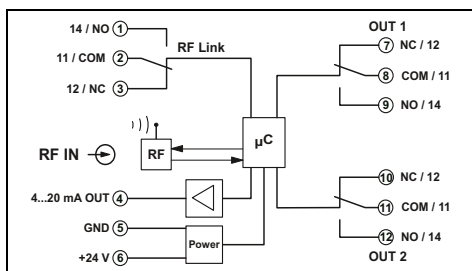 14 / NO 1
11 / COM 2
12 / NC 3
RF Link
RF IN
RF
4...20 mA OUT 4
GND 5
+24 V 6
Power
µC
OUT 1
7 NC / 12
8 COM / 11
9 NO / 14
10 NC / 12
11 COM / 11
12 NO / 14
OUT 2